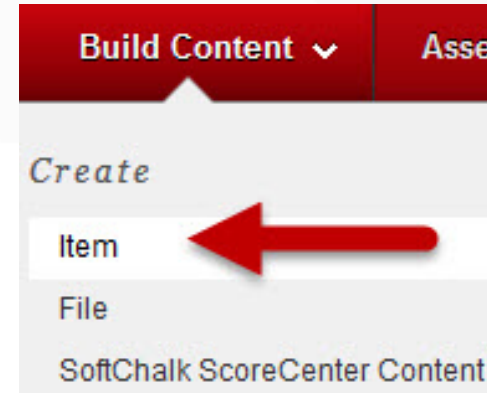 Build Content
Create
Item
File
SoftChalk ScoreCenter Content